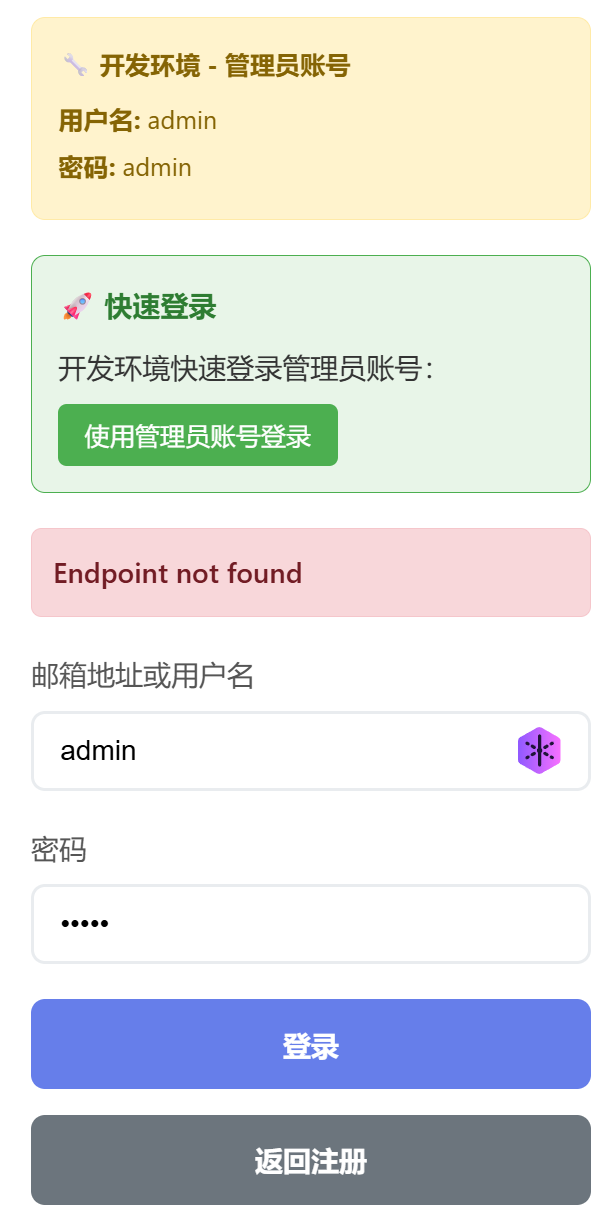 开发环境 - 管理员账号
用户名: admin
密码: admin
快速登录
开发环境快速登录管理员账号：
使用管理员账号登录
Endpoint not found
邮箱地址或用户名
admin
密码
•••••
登录
返回注册